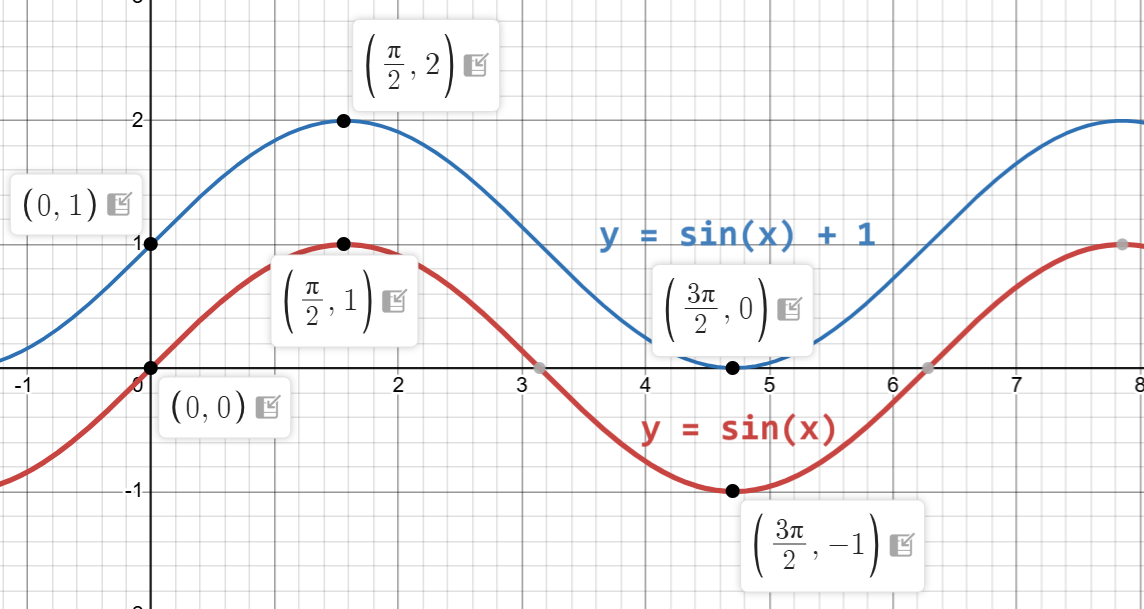 (π/2, 2)
2
(0, 1)
1
y = sin(x) + 1
(π/2, 1)
(3π/2, 0)
-1 0 2 3 4 5 6 7 8
(0, 0)
y = sin(x)
-1
(3π/2, −1)